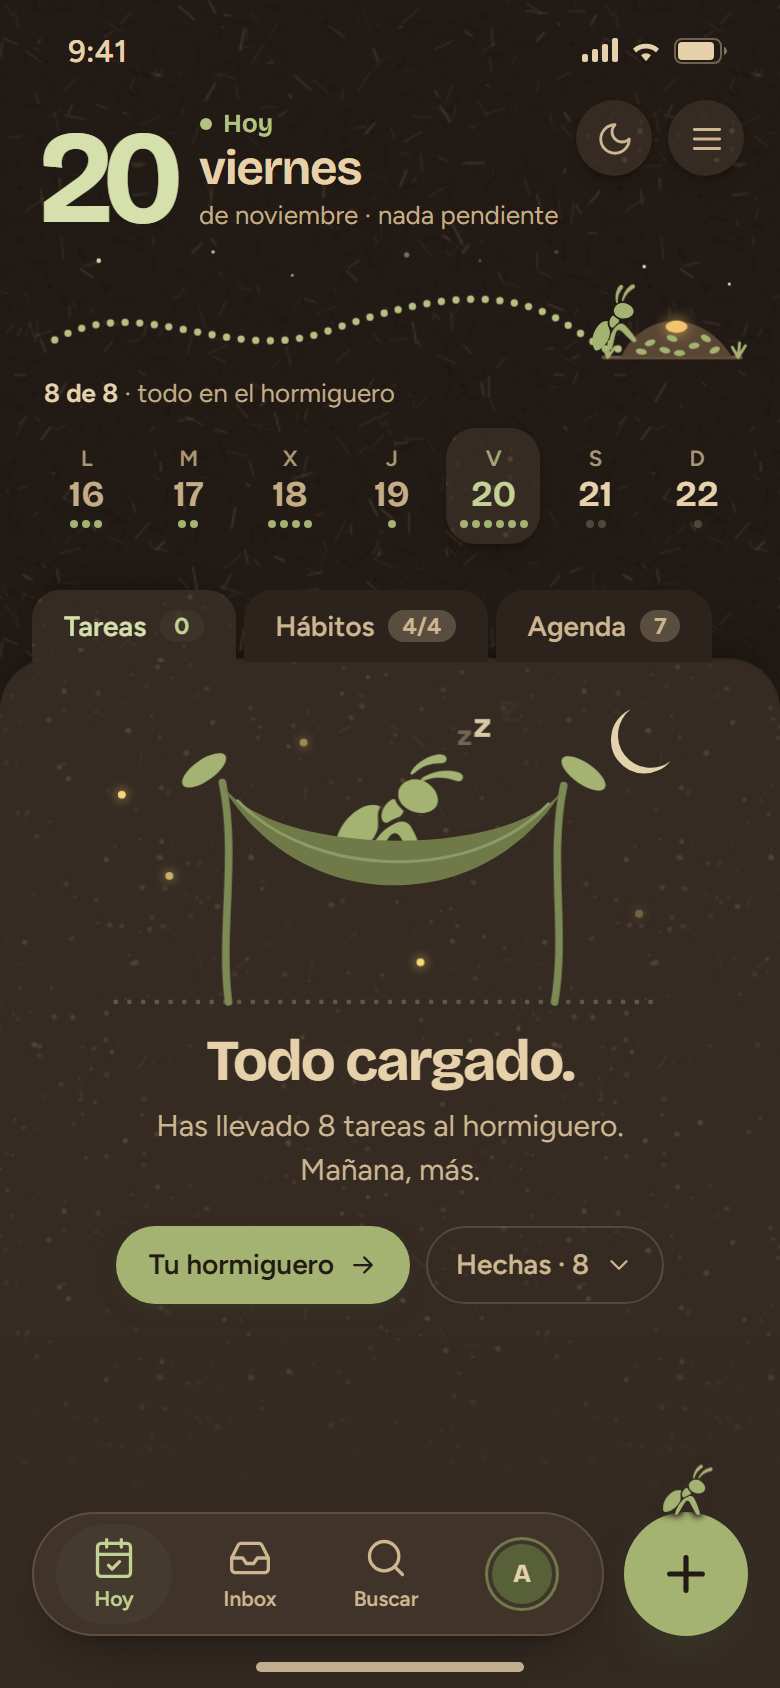 9:41
20
Hoy
viernes
de noviembre · nada pendiente
8 de 8 · todo en el hormiguero
L M X J V S D
16 17 18 19 20 21 22
Tareas 0 Hábitos 4/4 Agenda 7
z z z
Todo cargado.
Has llevado 8 tareas al hormiguero.
Mañana, más.
Tu hormiguero → Hechas · 8
Hoy Inbox Buscar A